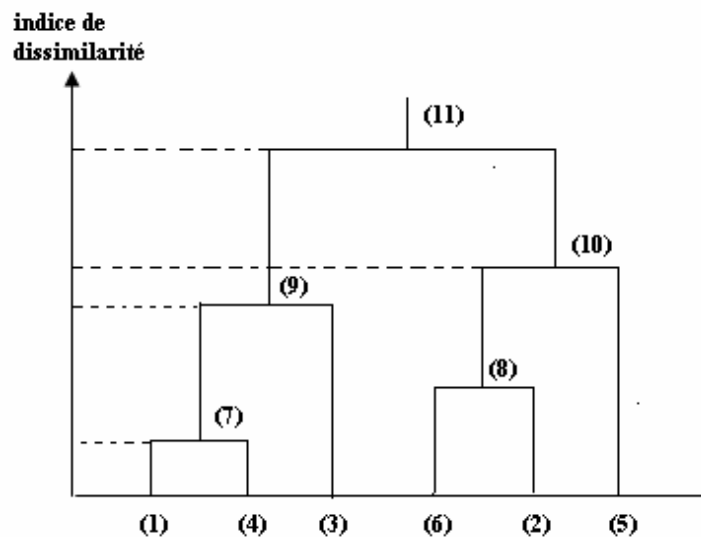 indice de
dissimilarité
(11)
(10)
(9)
(8)
(7)
(1) (4) (3) (6) (2) (5)